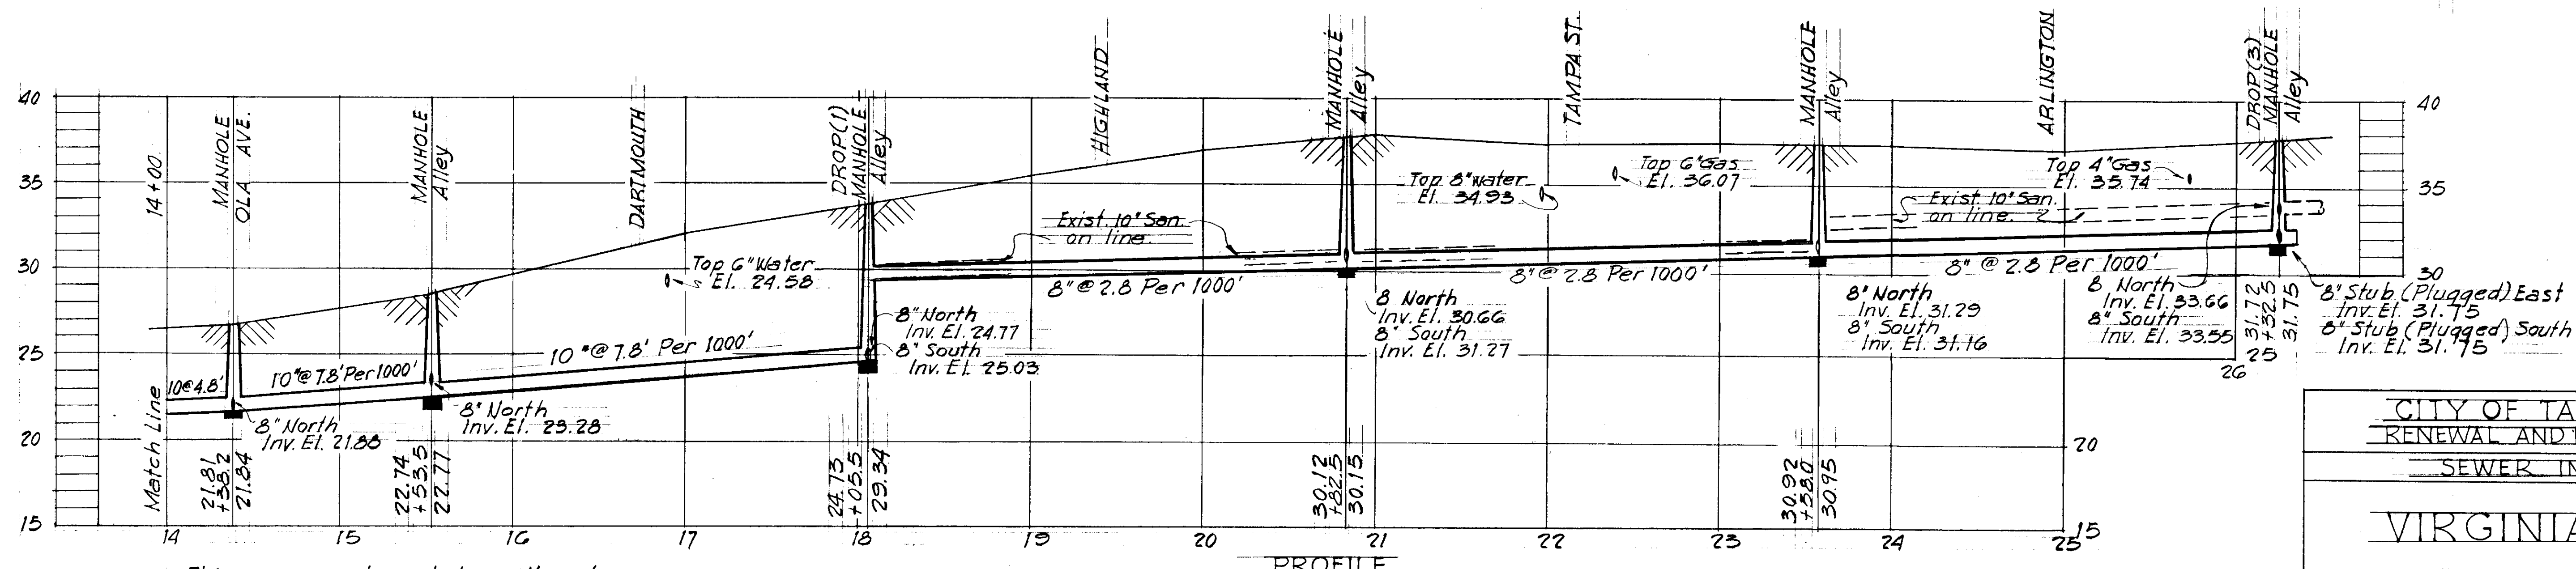 40
35
30
25
20
15
14+00
Match Line
MANHOLE
OLA AVE.
MANHOLE
Alley
DARTMOUTH
DROP(1)
MANHOLE
Alley
HIGHLAND
MANHOLE
Alley
TAMPA ST.
MANHOLE
Alley
ARLINGTON
DROP(3)
MANHOLE
Alley
40
35
30
20
15
Top 6" Water
El. 24.58
Exist. 10" San.
on line.
Top 8" Water
El. 34.93
Top 6" Gas
El. 36.07
Top 4" Gas
El. 35.74
Exist. 10" San.
on line.
10@4.8'
10"@7.8' Per 1000'
10"@7.8' Per 1000'
8"@2.8 Per 1000'
8"@2.8 Per 1000'
8"@2.8 Per 1000'
8" North
Inv. El. 21.88
8" North
Inv. El. 23.28
8" North
Inv. El. 24.77
8" South
Inv. El. 25.03
8 North
Inv. El. 30.66
8" South
Inv. El. 31.27
8" North
Inv. El. 31.29
8" South
Inv. El. 31.16
8 North
Inv. El. 33.66
8" South
Inv. El. 33.55
8" Stub (Plugged) East
Inv. El. 31.75
8" Stub (Plugged) South
Inv. El. 31.75
21.81
+38.2
21.84
22.74
+53.5
22.77
24.73
+05.5
29.34
30.12
+82.5
30.15
30.92
+58.0
30.95
31.72
+32.5
31.75
25
26
14
15
16
17
18
19
20
21
22
23
24
25
PROFILE
CITY OF TA
RENEWAL AND
SEWER IN
VIRGINIA